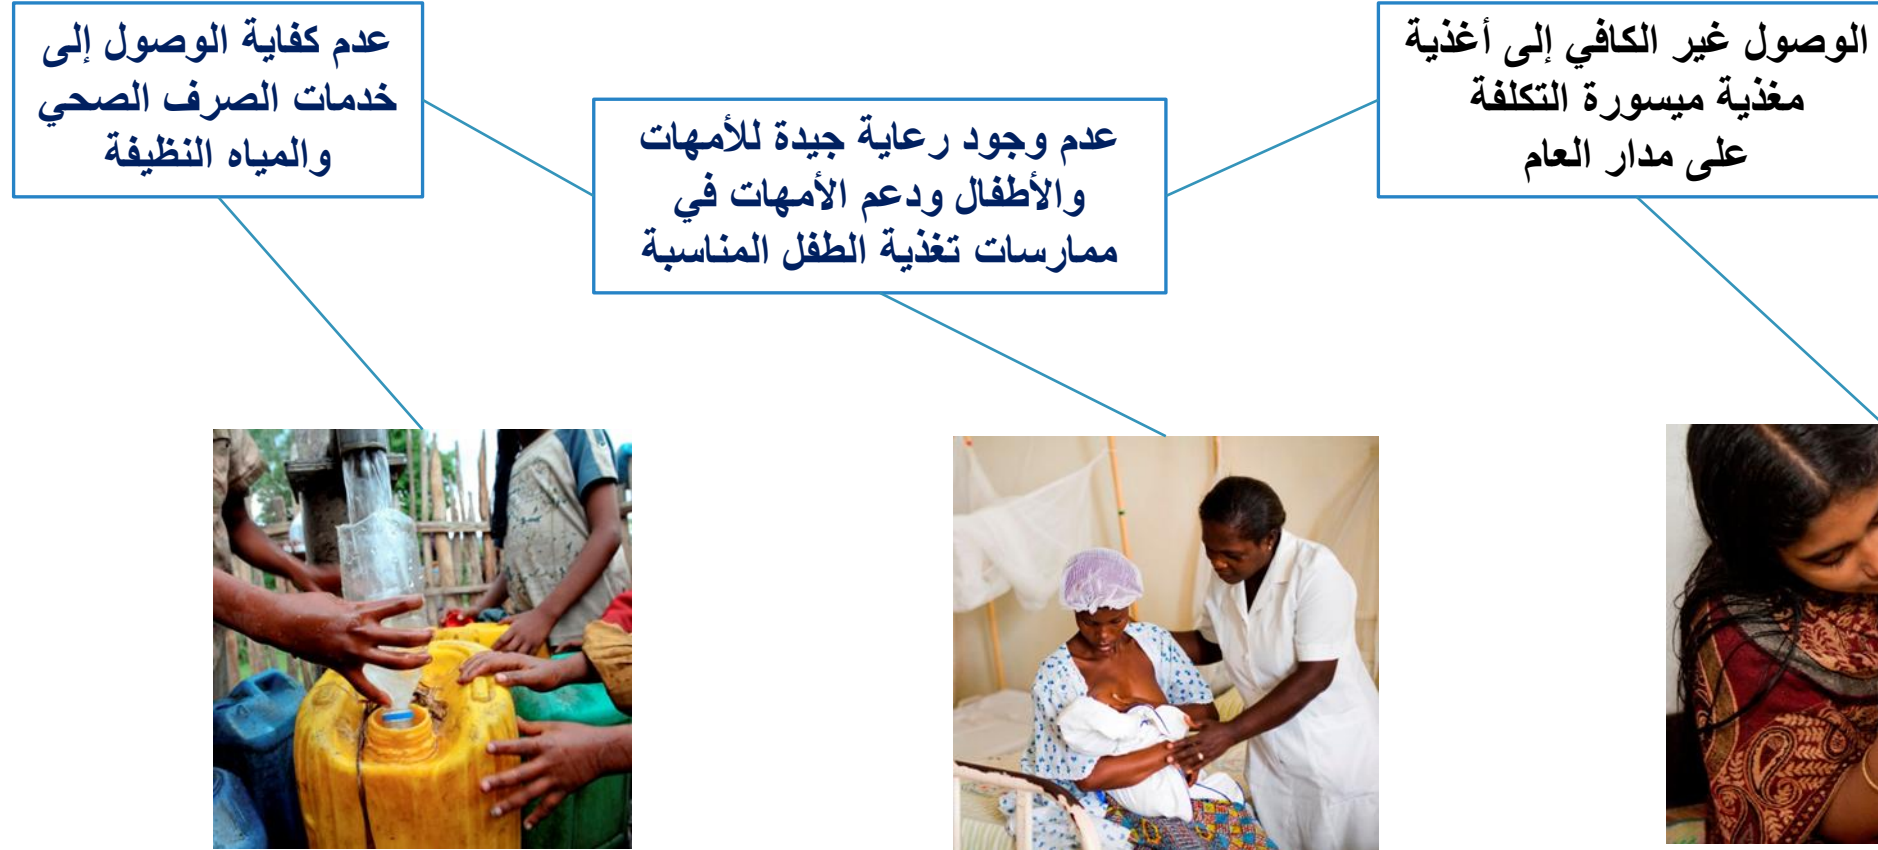 الوصول غير الكافي إلى أغذية
مغذية ميسورة التكلفة
على مدار العام
عدم وجود رعاية جيدة للأمهات
والأطفال ودعم الأمهات في
ممارسات تغذية الطفل المناسبة
عدم كفاية الوصول إلى
خدمات الصرف الصحي
والمياه النظيفة